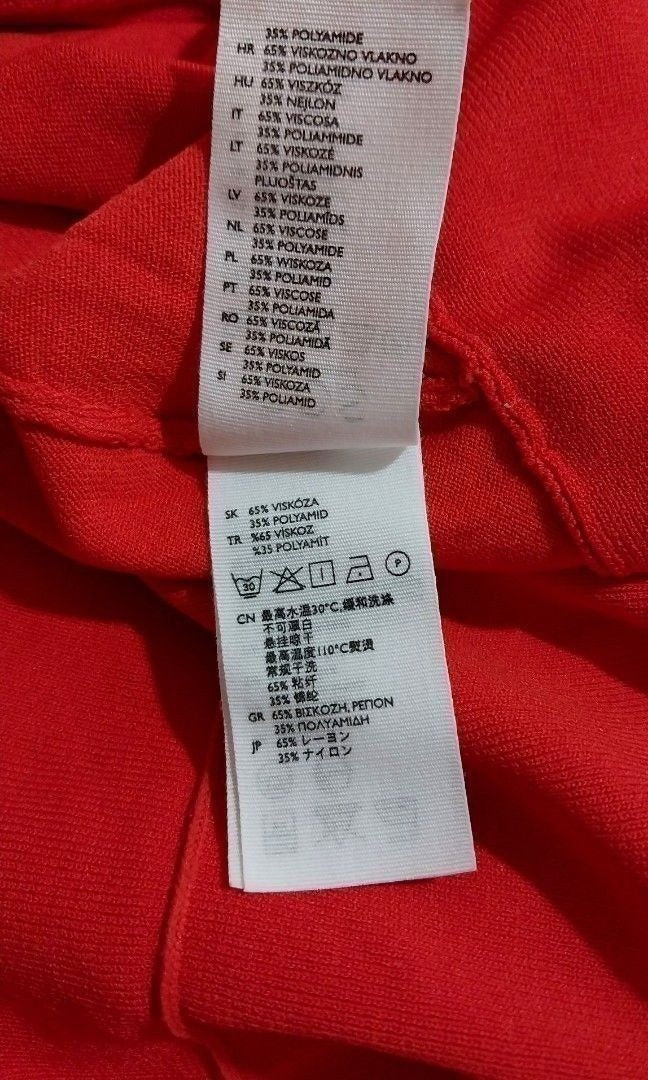 35% POLYAMIDE
HR 65% VISKOZNO VLAKNO
35% POLIAMIDNO VLAKNO
HU 65% VISZKÓZ
35% NEJLON
IT 65% VISCOSA
35% POLIAMMIDE
LT 65% VISKOZĖ
35% POLIAMIDNIS
PLUOŠTAS
LV 65% VISKOZE
35% POLIAMĪDS
NL 65% VISCOSE
35% POLYAMIDE
PL 65% WISKOZA
35% POLIAMID
PT 65% VISCOSE
35% POLIAMIDA
RO 65% VISCOZĂ
35% POLIAMIDĂ
SE 65% VISKOS
35% POLYAMID
SI 65% VISKOZA
35% POLIAMID
SK 65% VISKÓZA
35% POLYAMID
TR %65 VİSKOZ
%35 POLYAMİT
30 P
CN 最高水温30°C,缓和洗涤
不可漂白
悬挂晾干
最高温度110°C熨烫
常规干洗
65% 粘纤
35% 锦纶
GR 65% ΒΙΣΚΟΖΗ, ΡΕΓΙΟΝ
35% ΠΟΛΥΑΜΙΔΗ
JP 65% レーヨン
35% ナイロン